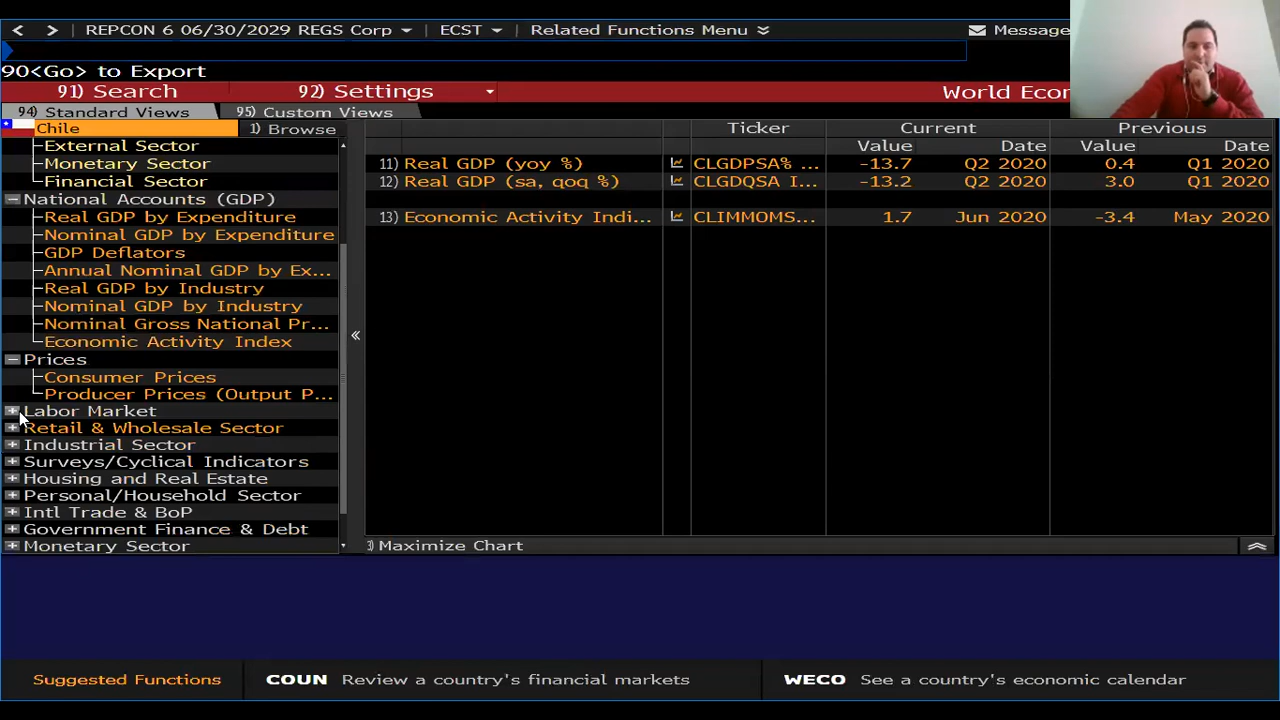 < > REPCON 6 06/30/2029 REGS Corp ECST Related Functions Menu Message
90<Go> to Export
91) Search 92) Settings World Econ
94) Standard Views 95) Custom Views
Chile 1) Browse Ticker Current Previous
External Sector Value Date Value Date
Monetary Sector 11) Real GDP (yoy %) CLGDPSA% ... -13.7 Q2 2020 0.4 Q1 2020
Financial Sector 12) Real GDP (sa, qoq %) CLGDQSA I... -13.2 Q2 2020 3.0 Q1 2020
National Accounts (GDP)
Real GDP by Expenditure 13) Economic Activity Indi... CLIMMOMS... 1.7 Jun 2020 -3.4 May 2020
Nominal GDP by Expenditure
GDP Deflators
Annual Nominal GDP by Ex...
Real GDP by Industry
Nominal GDP by Industry
Nominal Gross National Pr...
Economic Activity Index
Prices
Consumer Prices
Producer Prices (Output P...
Labor Market
Retail & Wholesale Sector
Industrial Sector
Surveys/Cyclical Indicators
Housing and Real Estate
Personal/Household Sector
Intl Trade & BoP
Government Finance & Debt
Monetary Sector Maximize Chart
Suggested Functions COUN Review a country's financial markets WECO See a country's economic calendar